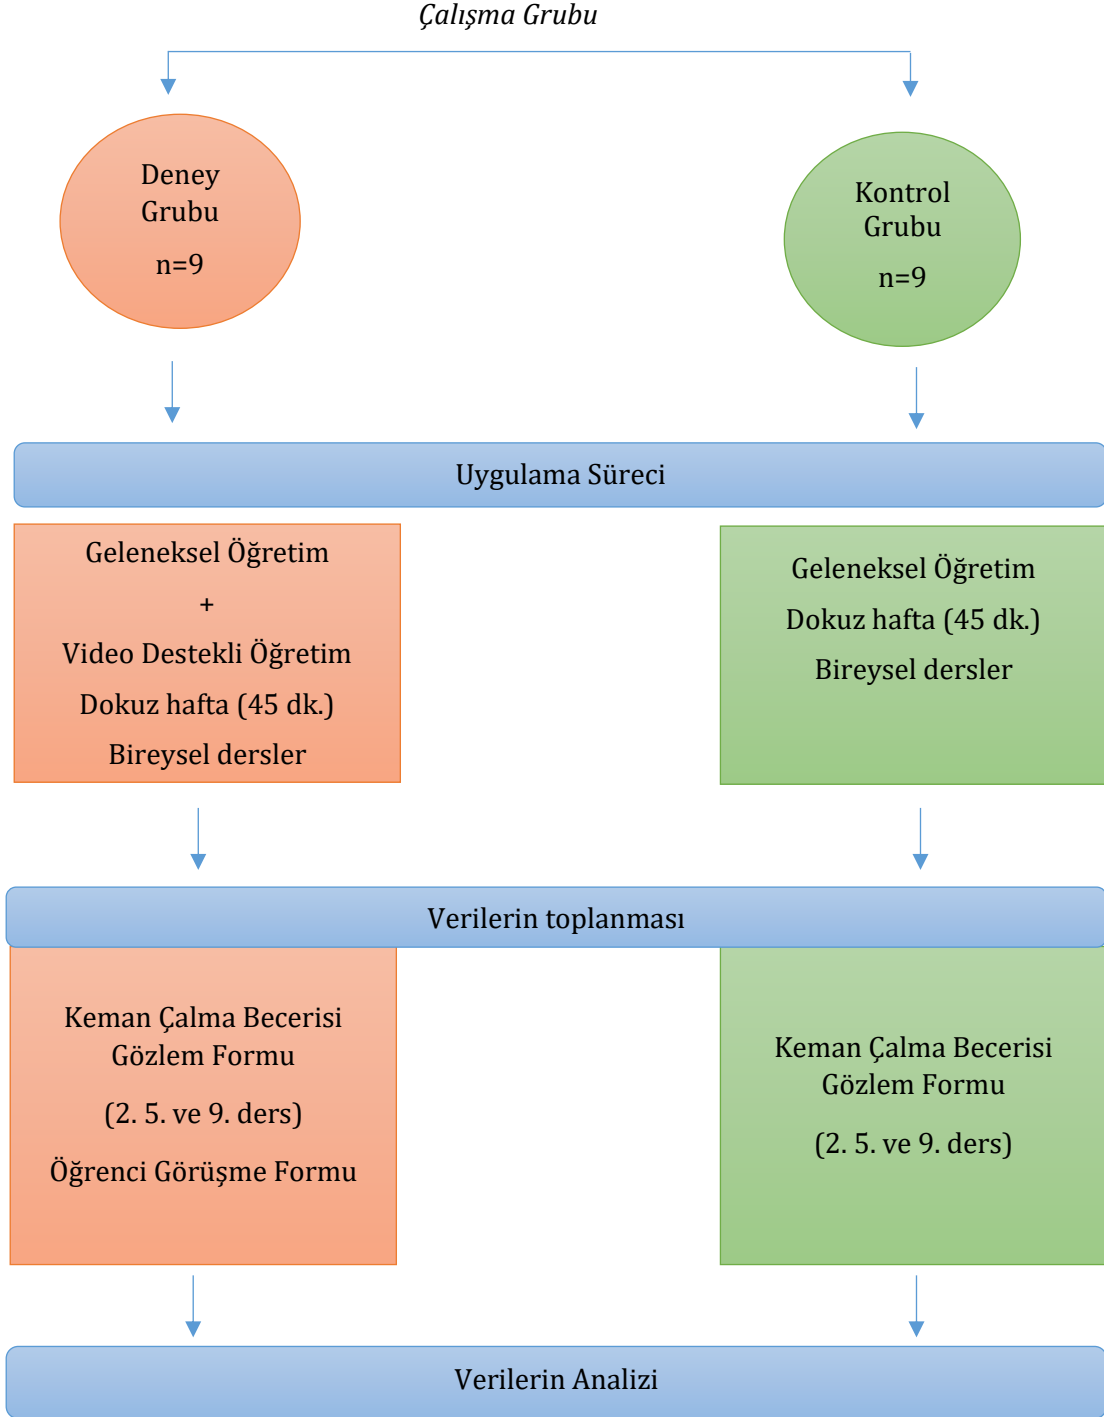 Çalışma Grubu
Deney
Grubu
n=9
Kontrol
Grubu
n=9
Uygulama Süreci
Geleneksel Öğretim
+
Video Destekli Öğretim
Dokuz hafta (45 dk.)
Bireysel dersler
Geleneksel Öğretim
Dokuz hafta (45 dk.)
Bireysel dersler
Verilerin toplanması
Keman Çalma Becerisi
Gözlem Formu
(2. 5. ve 9. ders)
Öğrenci Görüşme Formu
Keman Çalma Becerisi
Gözlem Formu
(2. 5. ve 9. ders)
Verilerin Analizi